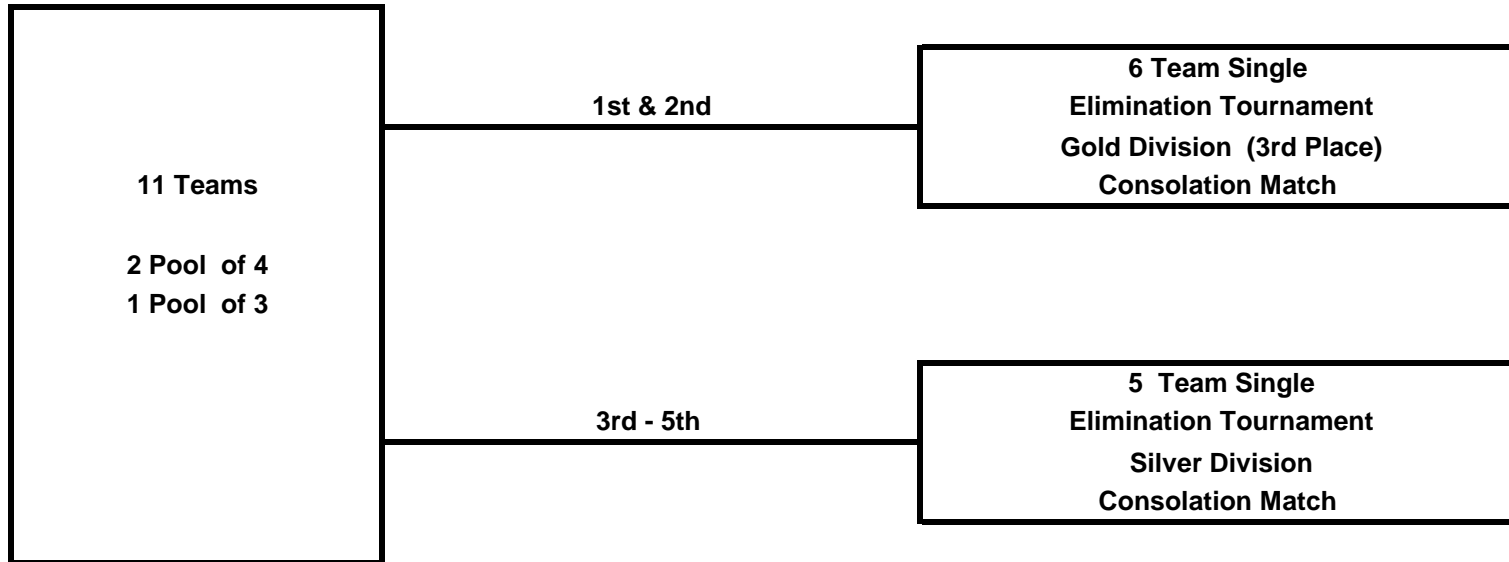 11 Teams
2 Pool of 4
1 Pool of 3
1st & 2nd
6 Team Single
Elimination Tournament
Gold Division (3rd Place)
Consolation Match
3rd - 5th
5 Team Single
Elimination Tournament
Silver Division
Consolation Match